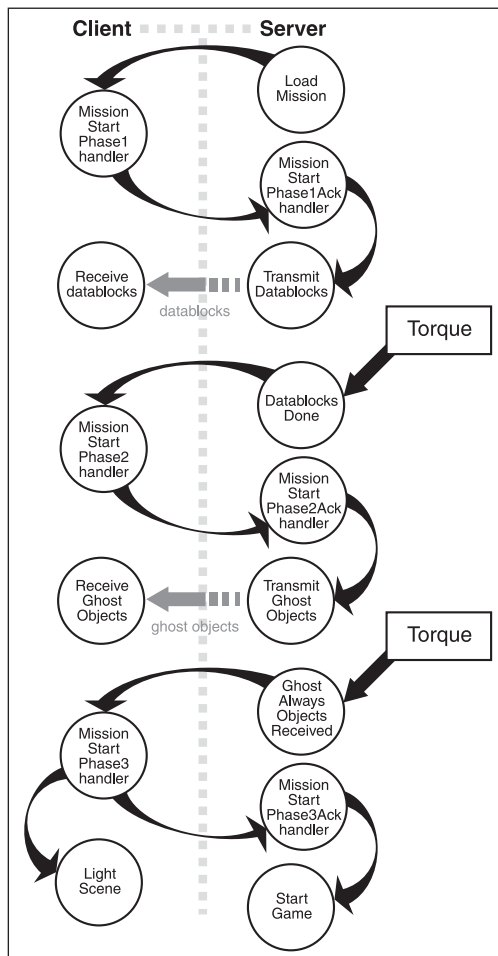 Client
Server
Load
Mission
Mission
Start
Phase1
handler
Mission
Start
Phase1Ack
handler
Receive
datablocks
datablocks
Transmit
Datablocks
Torque
Datablocks
Done
Mission
Start
Phase2
handler
Mission
Start
Phase2Ack
handler
Receive
Ghost
Objects
ghost objects
Transmit
Ghost
Objects
Torque
Ghost
Always
Objects
Received
Mission
Start
Phase3
handler
Mission
Start
Phase3Ack
handler
Light
Scene
Start
Game